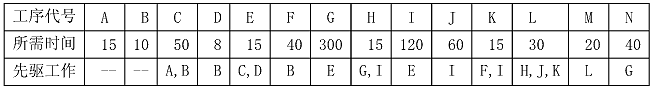 工序代号 A B C D E F G H I J K L M N
所需时间 15 10 50 8 15 40 300 15 120 60 15 30 20 40
先驱工作 -- -- A,B B C,D B E G,I E I F,I H,J,K L G